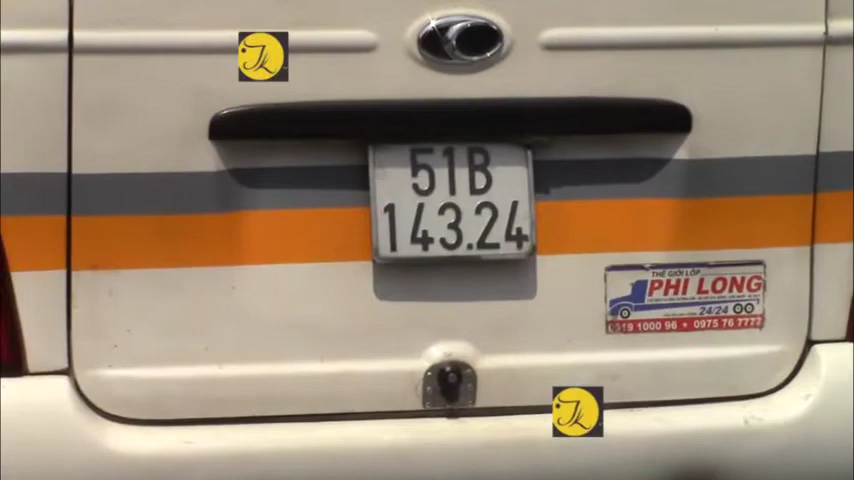 51B
143.24
THẾ GIỚI LỐP
PHI LONG
24/24
0919 1000 96 • 0975 76 7777